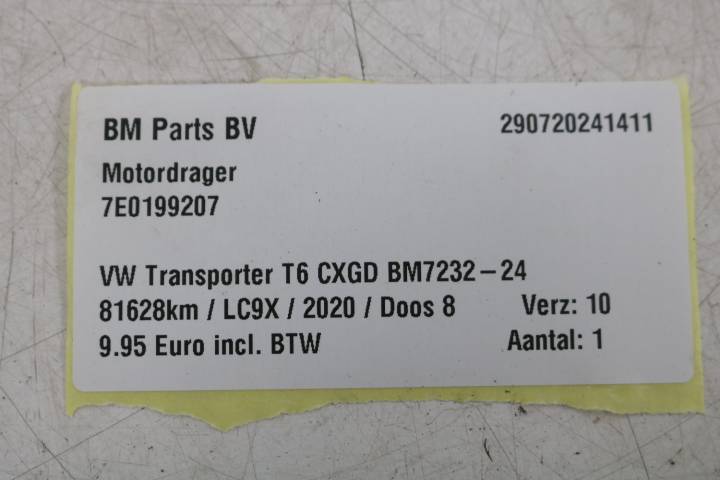 BM Parts BV 290720241411
Motordrager
7E0199207
VW Transporter T6 CXGD BM7232-24
81628km / LC9X / 2020 / Doos 8 Verz: 10
9.95 Euro incl. BTW Aantal: 1